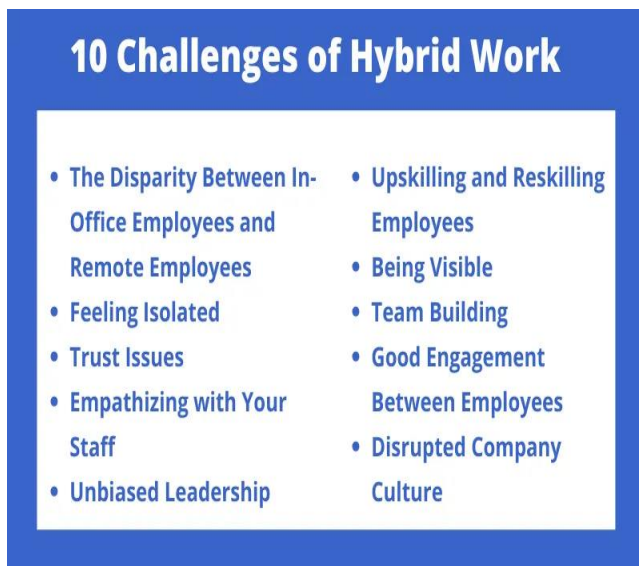 10 Challenges of Hybrid Work
• The Disparity Between In-
Office Employees and
Remote Employees
• Feeling Isolated
• Trust Issues
• Empathizing with Your
Staff
• Unbiased Leadership
• Upskilling and Reskilling
Employees
• Being Visible
• Team Building
• Good Engagement
Between Employees
• Disrupted Company
Culture